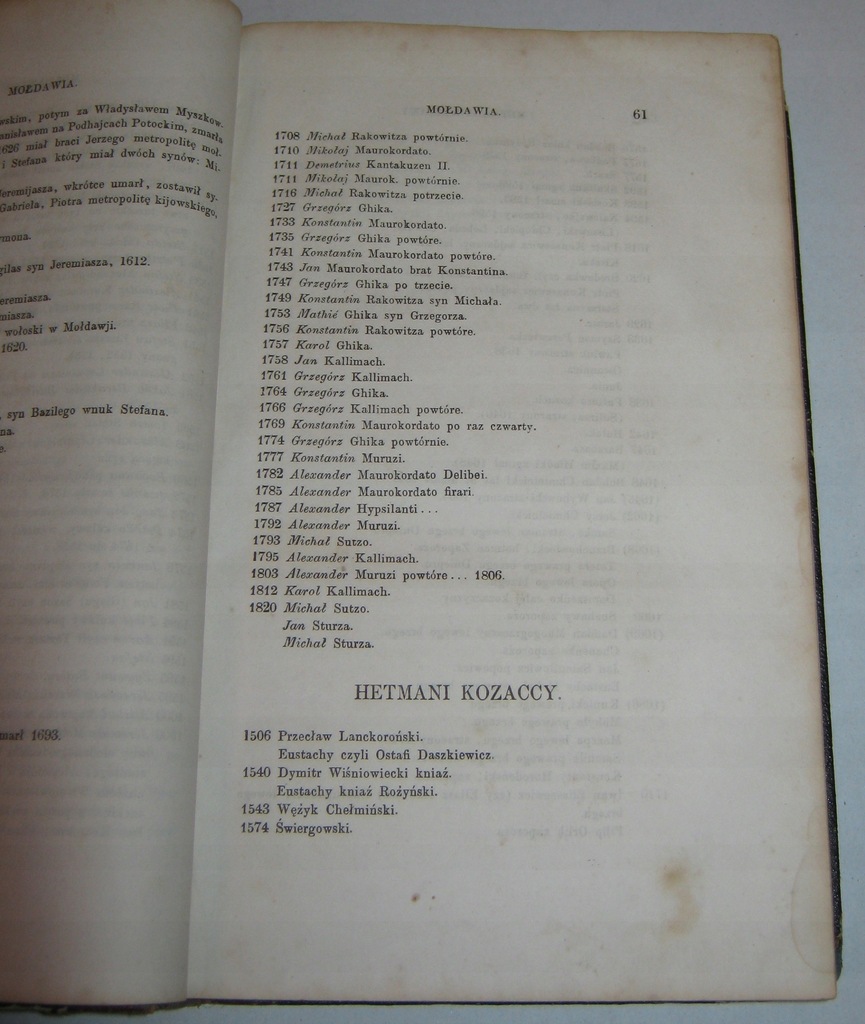 MOŁDAWIA.
wskim, potym za Władysławem Myszkow.
anisławem na Podhajcach Potockim, zmarła
1626 miał braci Jerzego metropolitę moł.
i Stefana który miał dwóch synów: Mi.
Jeremijasza, wkrótce umarł, zostawił sy.
Gabriela, Piotra metropolitę kijowskiego,
rmona.
gilas syn Jeremiasza, 1612.
eremiasza.
miasza.
wołoski w Mołdawji.
1620.
, syn Bazilego wnuk Stefana.
na.
e.
marł 1693.
MOŁDAWIA. 61
1708 Michał Rakowitza powtórnie.
1710 Mikołaj Maurokordato.
1711 Demetrius Kantakuzen II.
1711 Mikołaj Maurok. powtórnie.
1716 Michał Rakowitza potrzecie.
1727 Grzegórz Ghika.
1733 Konstantin Maurokordato.
1735 Grzegórz Ghika powtóre.
1741 Konstantin Maurokordato powtóre.
1743 Jan Maurokordato brat Konstantina.
1747 Grzegórz Ghika po trzecie.
1749 Konstantin Rakowitza syn Michała.
1753 Mathié Ghika syn Grzegorza.
1756 Konstantin Rakowitza powtóre.
1757 Karol Ghika.
1758 Jan Kallimach.
1761 Grzegórz Kallimach.
1764 Grzegórz Ghika.
1766 Grzegórz Kallimach powtóre.
1769 Konstantin Maurokordato po raz czwarty.
1774 Grzegórz Ghika powtórnie.
1777 Konstantin Muruzi.
1782 Alexander Maurokordato Delibei.
1785 Alexander Maurokordato firari.
1787 Alexander Hypsilanti . . .
1792 Alexander Muruzi.
1793 Michał Sutzo.
1795 Alexander Kallimach.
1803 Alexander Muruzi powtóre . . . 1806.
1812 Karol Kallimach.
1820 Michał Sutzo.
Jan Sturza.
Michał Sturza.
HETMANI KOZACCY.
1506 Przecław Lanckoroński.
Eustachy czyli Ostafi Daszkiewicz.
1540 Dymitr Wiśniowiecki kniaź.
Eustachy kniaź Rożyński.
1543 Wężyk Chełmiński.
1574 Świergowski.